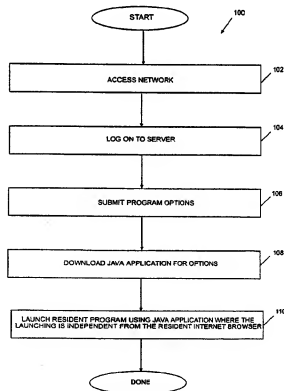 START
100
ACCESS NETWORK
102
LOG ON TO SERVER
104
SUBMIT PROGRAM OPTIONS
106
DOWNLOAD JAVA APPLICATION FOR OPTIONS
108
LAUNCH RESIDENT PROGRAM USING JAVA APPLICATION WHERE THE
LAUNCHING IS INDEPENDENT FROM THE RESIDENT INTERNET BROWSER
110
DONE